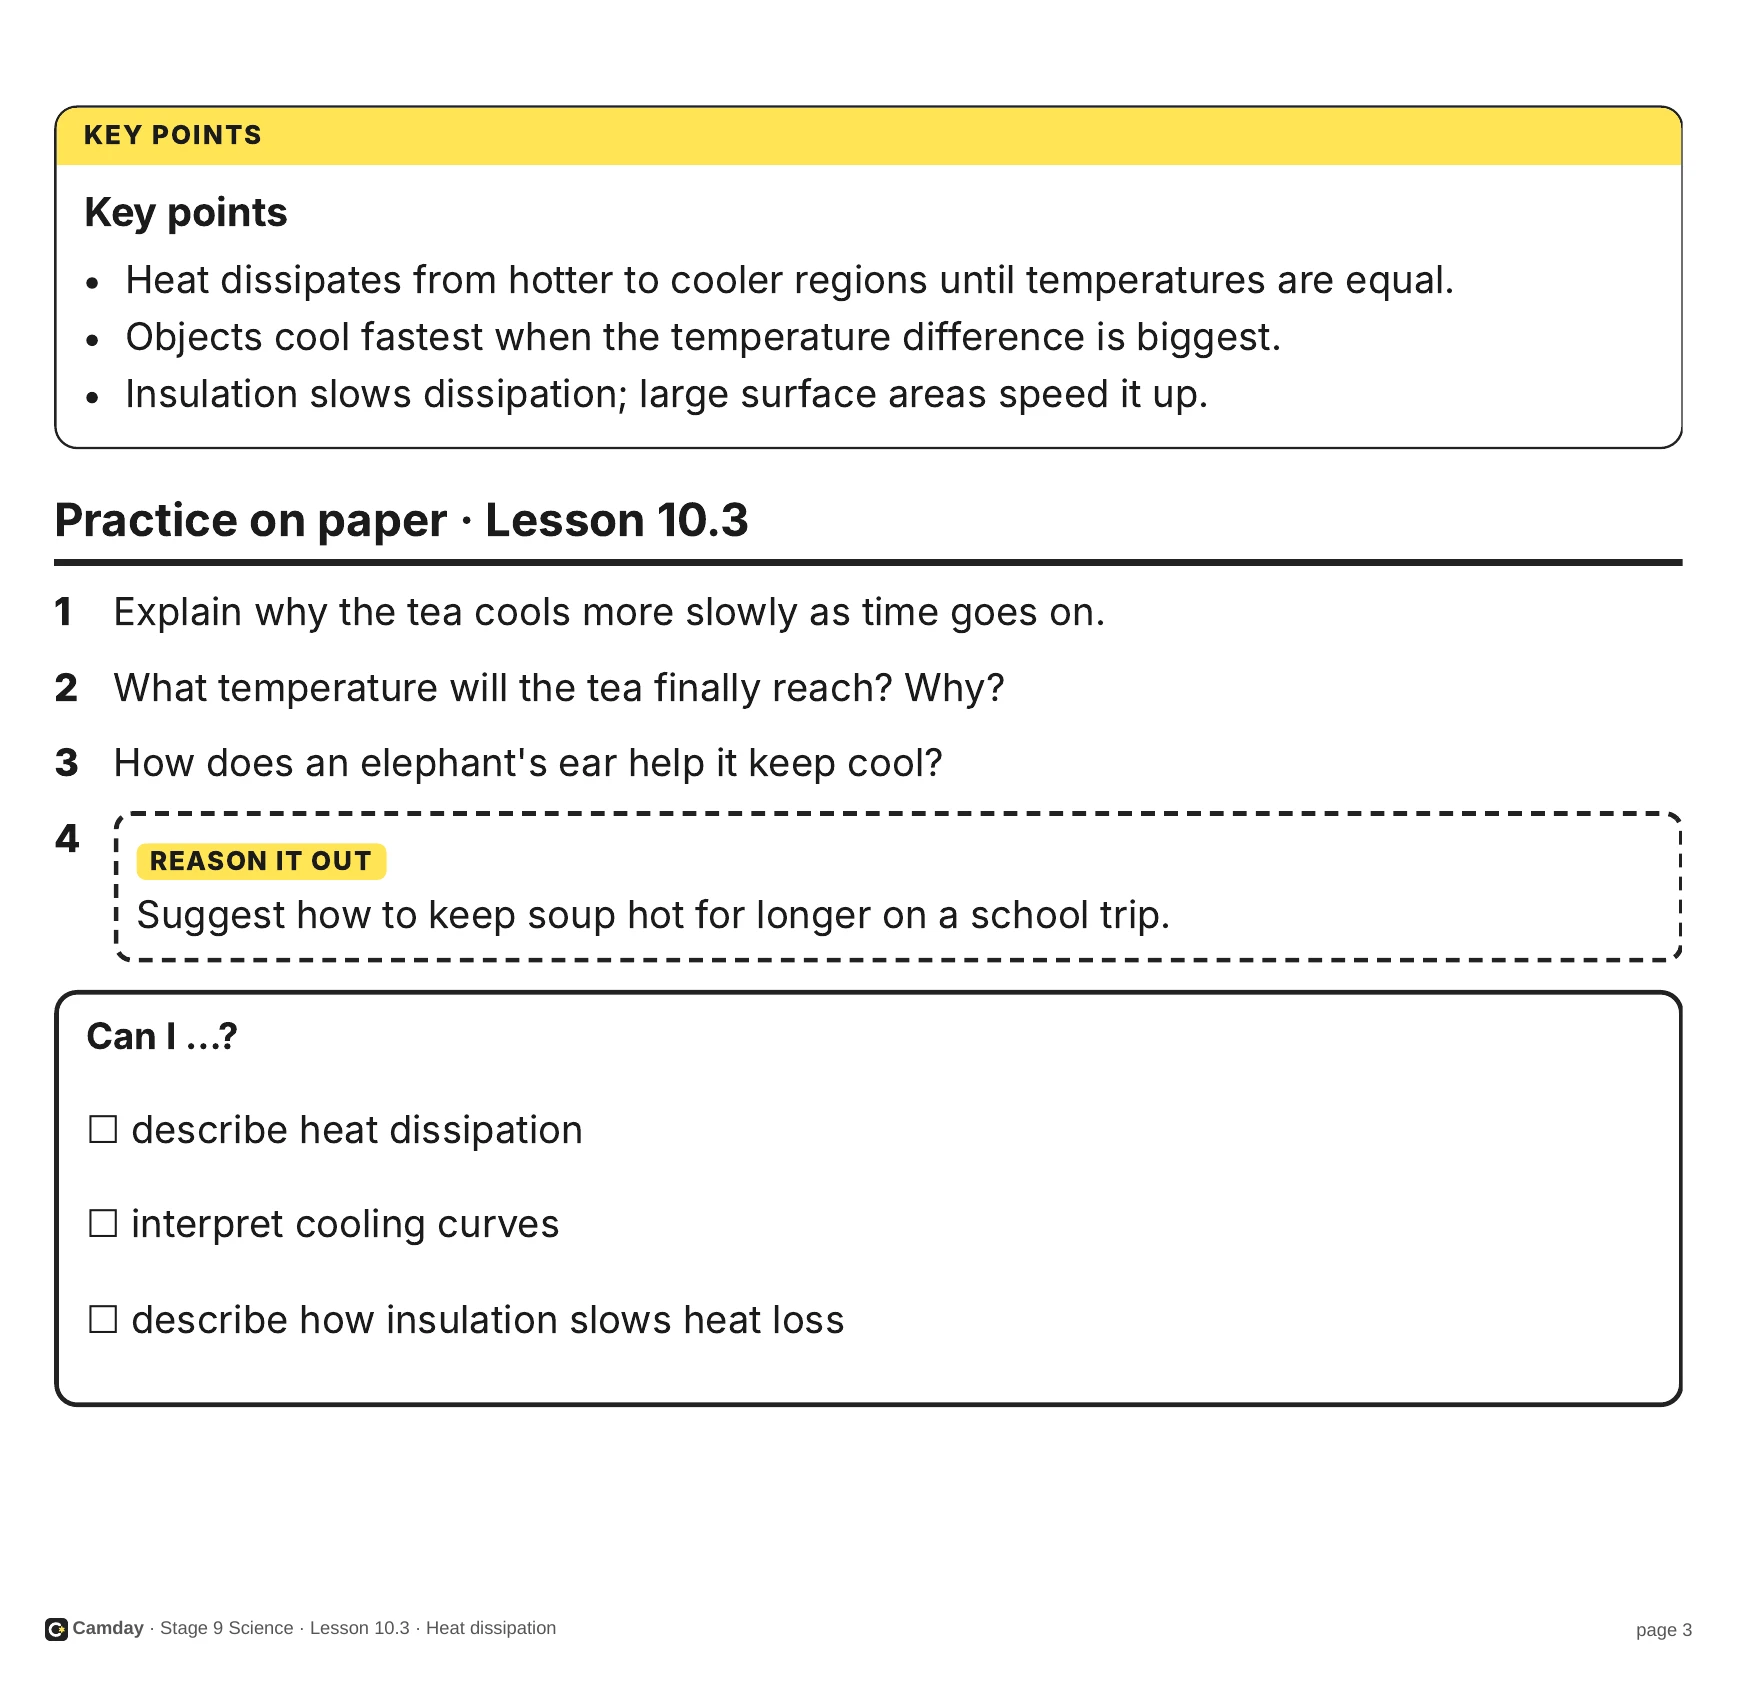 KEY POINTS
Key points
• Heat dissipates from hotter to cooler regions until temperatures are equal.
• Objects cool fastest when the temperature difference is biggest.
• Insulation slows dissipation; large surface areas speed it up.
Practice on paper · Lesson 10.3
1 Explain why the tea cools more slowly as time goes on.
2 What temperature will the tea finally reach? Why?
3 How does an elephant's ear help it keep cool?
4
REASON IT OUT
Suggest how to keep soup hot for longer on a school trip.
Can I ...?
☐ describe heat dissipation
☐ interpret cooling curves
☐ describe how insulation slows heat loss
C Camday · Stage 9 Science · Lesson 10.3 · Heat dissipation
page 3